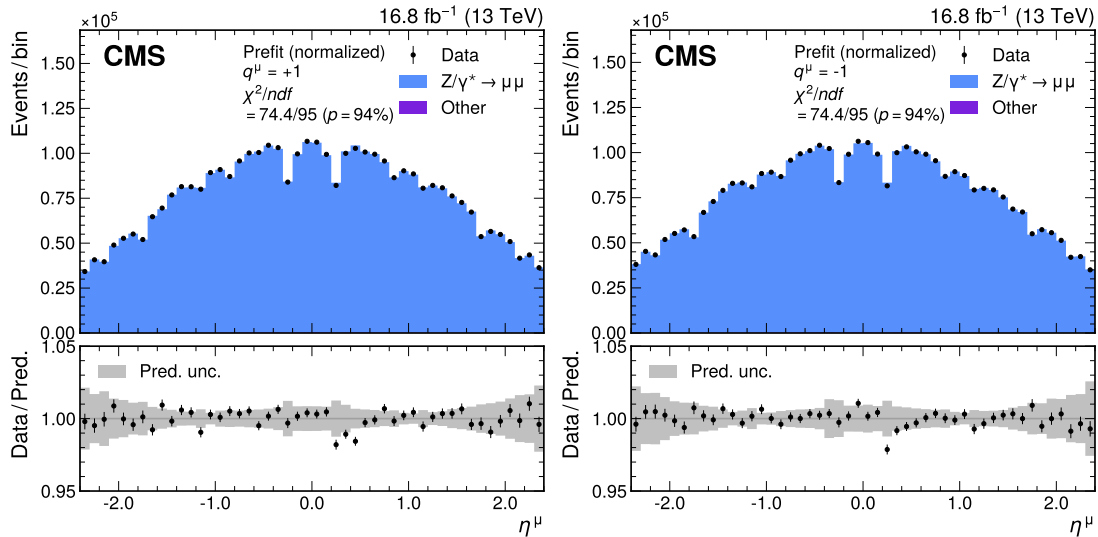 ×10⁵
16.8 fb⁻¹ (13 TeV)
CMS
Prefit (normalized)
q^μ = +1
χ²/ndf
= 74.4/95 (p = 94%)
Data
Z/γ* → μμ
Other
Events / bin
1.50
1.25
1.00
0.75
0.50
0.25
0.00
Data / Pred.
1.05
1.00
0.95
Pred. unc.
-2.0 -1.0 0.0 1.0 2.0
η^μ
×10⁵
16.8 fb⁻¹ (13 TeV)
CMS
Prefit (normalized)
q^μ = -1
χ²/ndf
= 74.4/95 (p = 94%)
Data
Z/γ* → μμ
Other
Events / bin
1.50
1.25
1.00
0.75
0.50
0.25
0.00
Data / Pred.
1.05
1.00
0.95
Pred. unc.
-2.0 -1.0 0.0 1.0 2.0
η^μ